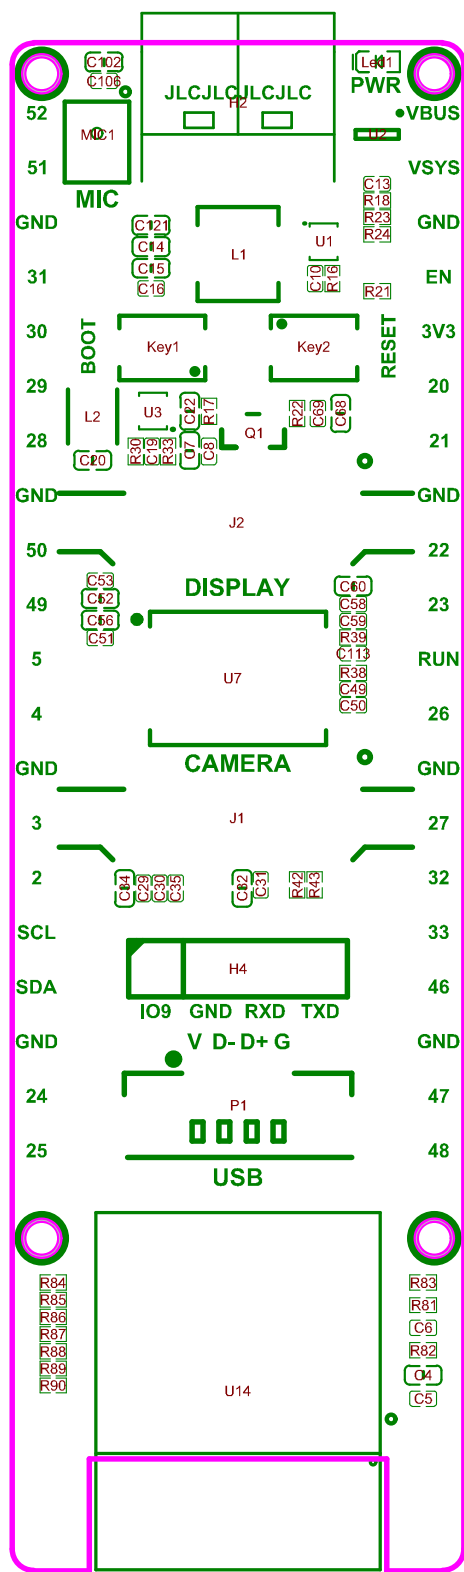 C102
Led1
C106
JLCJLCJLCJLC
H2
PWR
52
VBUS
MIC1
U2
51
VSYS
MIC
C13
R18
R23
R24
GND
GND
C121
C14
C15
C16
L1
U1
C10
R16
31
EN
R21
30
3V3
BOOT
Key1
Key2
RESET
29
20
L2
U3
C22
R17
R22
C69
C68
Q1
28
21
C20
R30
C19
R33
C8
GND
GND
J2
50
22
C53
DISPLAY
C60
49
C52
C58
23
C56
C59
C51
R39
5
C113
RUN
U7
R38
C49
4
C50
26
GND
CAMERA
GND
3
J1
27
2
C34
C29
C30
C35
C32
C31
R42
R43
32
SCL
33
SDA
H4
46
IO9 GND RXD TXD
GND
V D- D+ G
GND
24
P1
47
25
48
USB
R84
R83
R85
R81
R86
C6
R87
R88
R82
R89
C4
R90
U14
C5